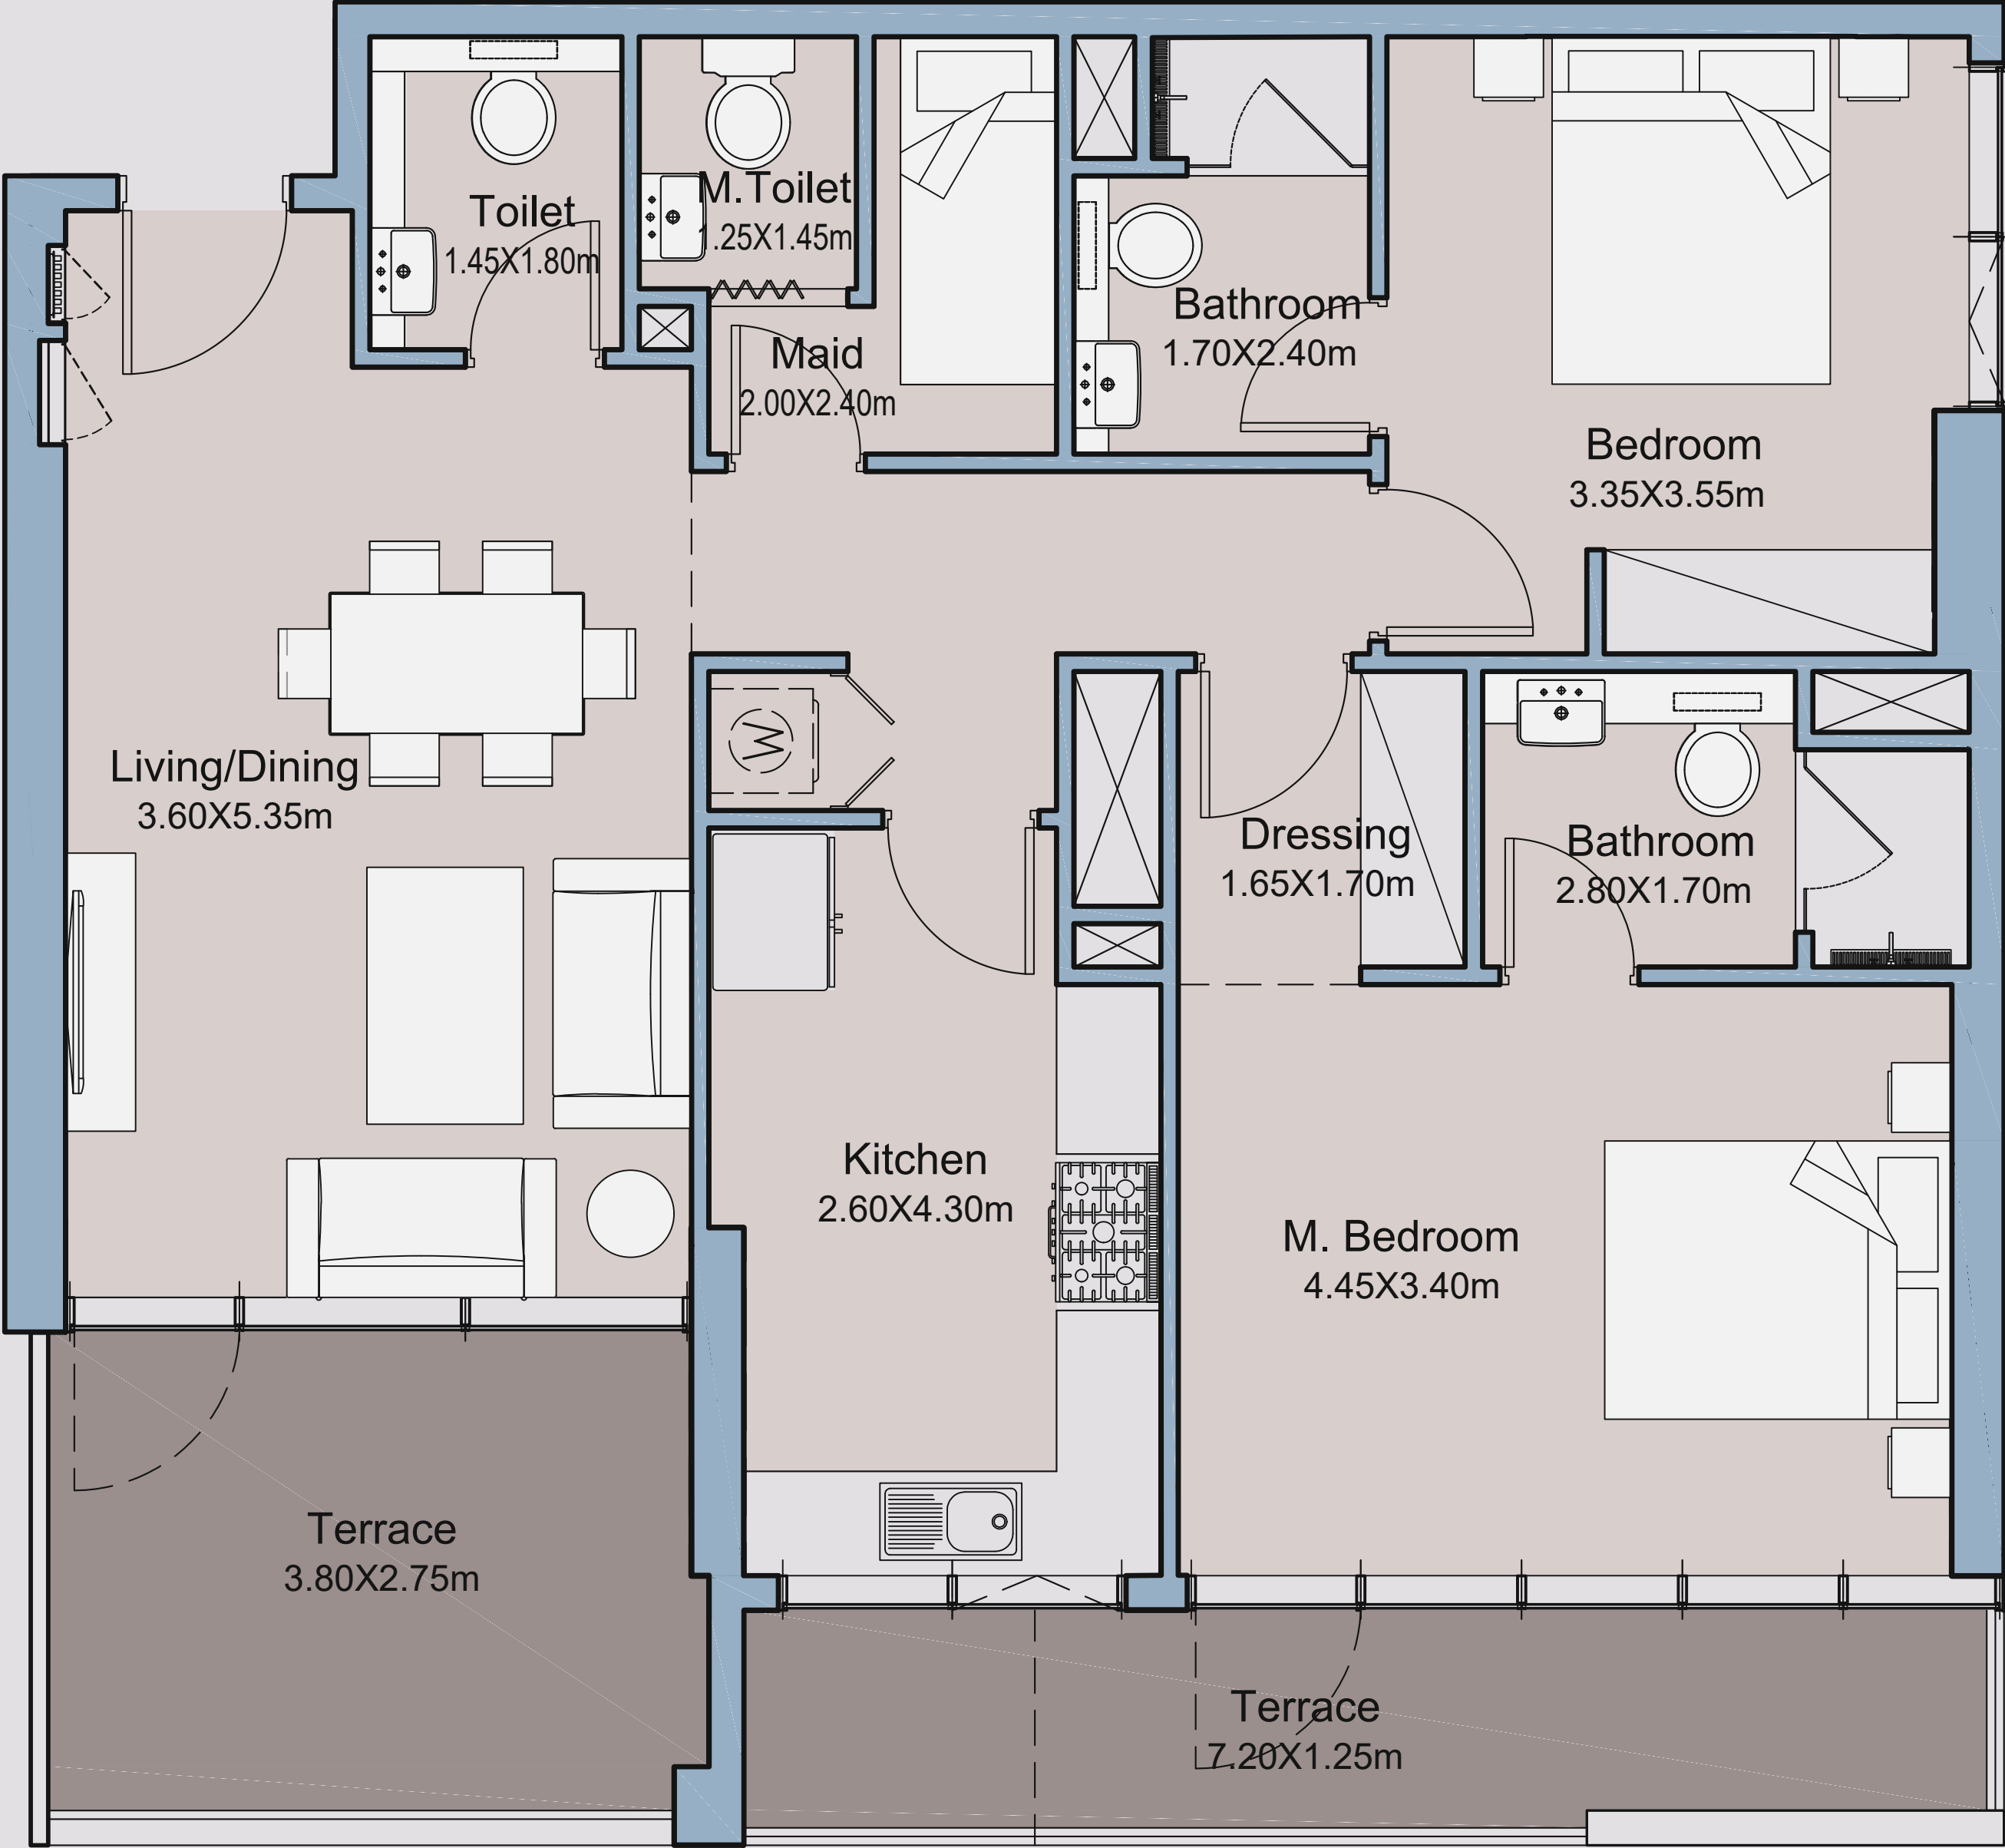 Toilet
1.45X1.80m
M.Toilet
.25X1.45m
Maid
2.00X2.40m
Bathroom
1.70X2.40m
Bedroom
3.35X3.55m
Living/Dining
3.60X5.35m
W
Dressing
1.65X1.70m
Bathroom
2.80X1.70m
Kitchen
2.60X4.30m
M. Bedroom
4.45X3.40m
Terrace
3.80X2.75m
Terrace
7.20X1.25m